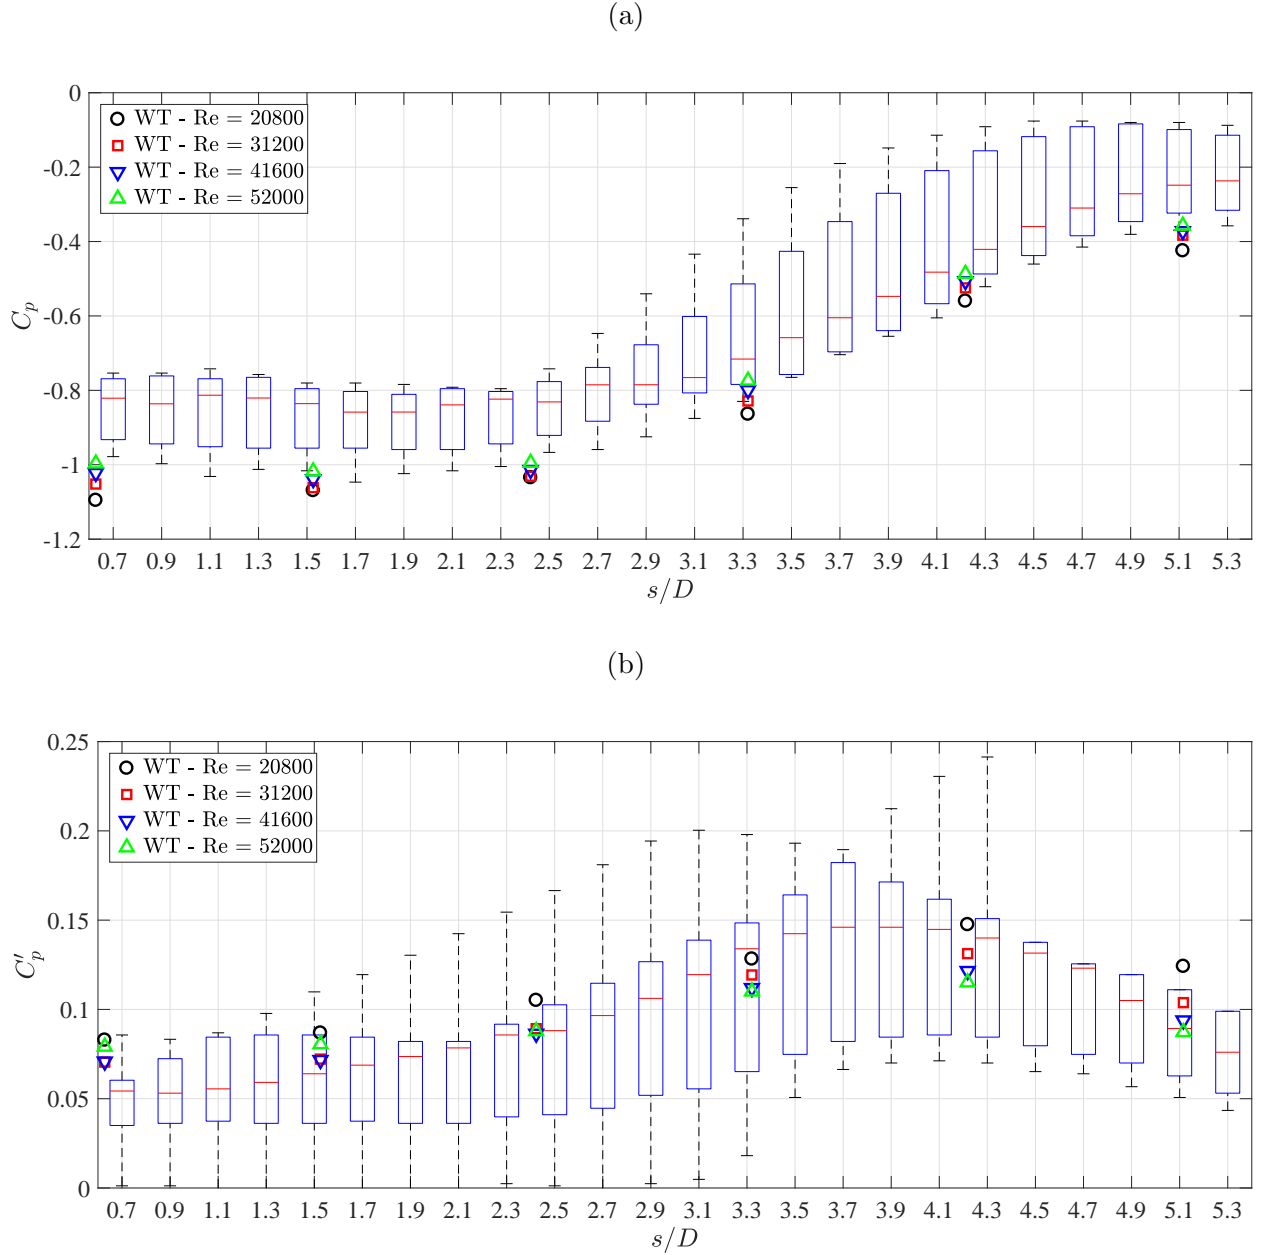 (a)
0
-0.2
-0.4
-0.6
-0.8
-1
-1.2
C_p
WT - Re = 20800
WT - Re = 31200
WT - Re = 41600
WT - Re = 52000
0.7 0.9 1.1 1.3 1.5 1.7 1.9 2.1 2.3 2.5 2.7 2.9 3.1 3.3 3.5 3.7 3.9 4.1 4.3 4.5 4.7 4.9 5.1 5.3
s/D
(b)
0.25
0.2
0.15
0.1
0.05
0
C_p'
WT - Re = 20800
WT - Re = 31200
WT - Re = 41600
WT - Re = 52000
0.7 0.9 1.1 1.3 1.5 1.7 1.9 2.1 2.3 2.5 2.7 2.9 3.1 3.3 3.5 3.7 3.9 4.1 4.3 4.5 4.7 4.9 5.1 5.3
s/D